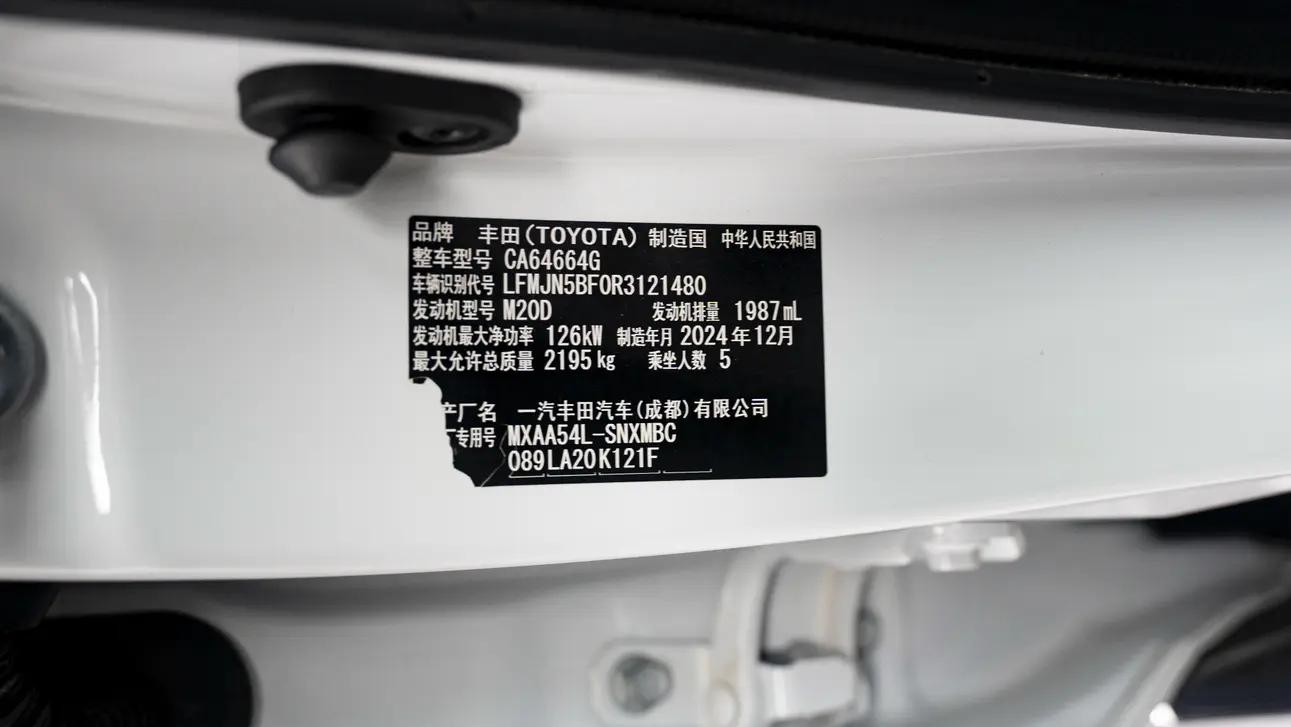 品牌 丰田(TOYOTA) 制造国 中华人民共和国
整车型号 CA64664G
车辆识别代号 LFMJN5BF0R3121480
发动机型号 M20D 发动机排量 1987mL
发动机最大净功率 126kW 制造年月 2024年12月
最大允许总质量 2195kg 乘坐人数 5
产厂名 一汽丰田汽车(成都)有限公司
厂专用号 MXAA54L-SNXMBC
089 LA20 K121F